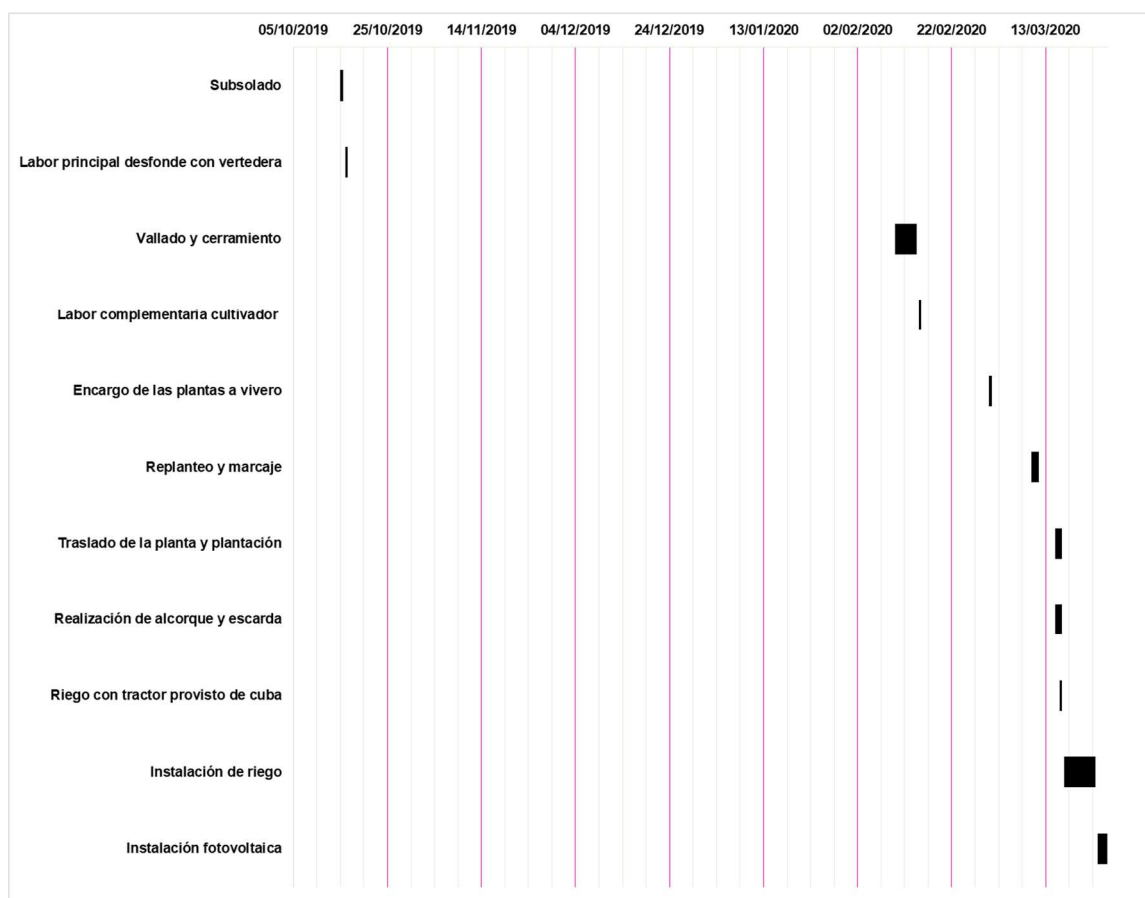 05/10/2019 25/10/2019 14/11/2019 04/12/2019 24/12/2019 13/01/2020 02/02/2020 22/02/2020 13/03/2020
Subsolado
Labor principal desfonde con vertedera
Vallado y cerramiento
Labor complementaria cultivador
Encargo de las plantas a vivero
Replanteo y marcaje
Traslado de la planta y plantación
Realización de alcorque y escarda
Riego con tractor provisto de cuba
Instalación de riego
Instalación fotovoltaica